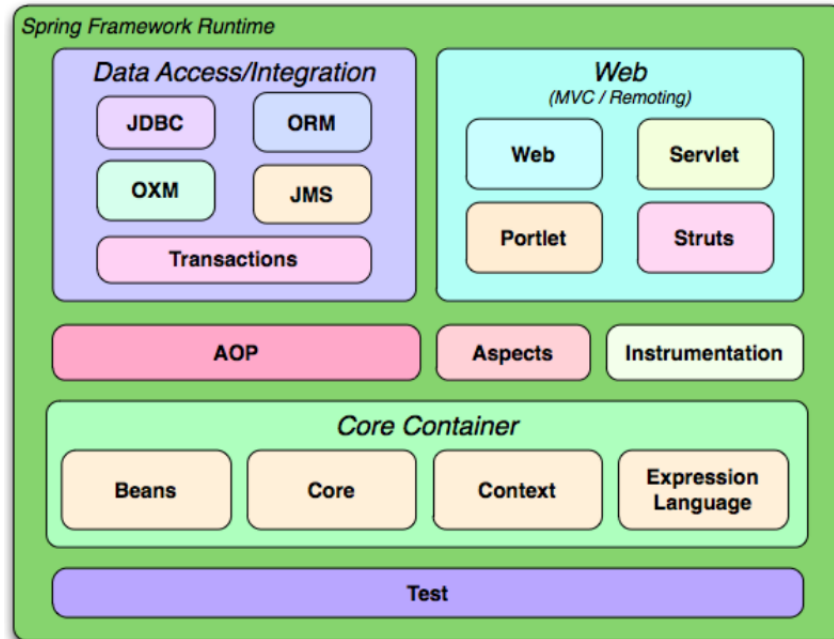 Spring Framework Runtime
Data Access/Integration
JDBC
ORM
OXM
JMS
Transactions
Web
(MVC / Remoting)
Web
Servlet
Portlet
Struts
AOP
Aspects
Instrumentation
Core Container
Beans
Core
Context
Expression
Language
Test